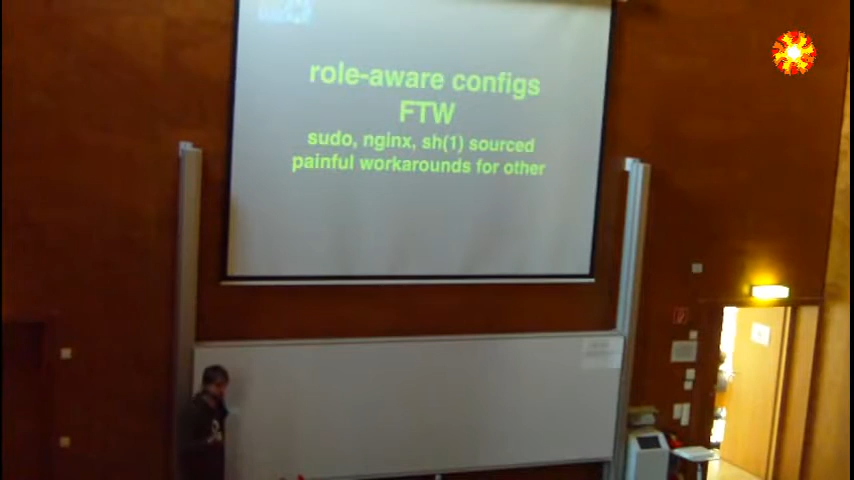 role-aware configs
FTW
sudo, nginx, sh(1) sourced
painful workarounds for other